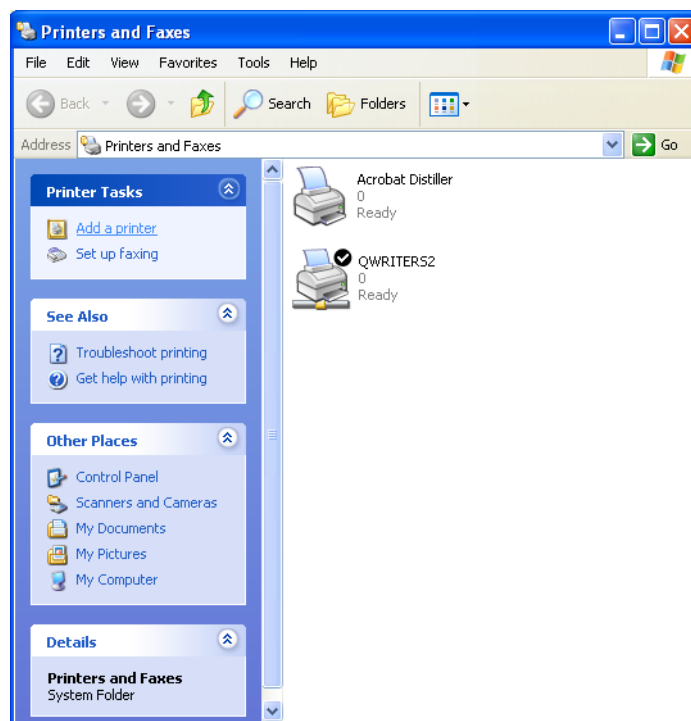 Printers and Faxes
File Edit View Favorites Tools Help
Back Search Folders
Address Printers and Faxes Go
Printer Tasks
Add a printer
Set up faxing
See Also
Troubleshoot printing
Get help with printing
Other Places
Control Panel
Scanners and Cameras
My Documents
My Pictures
My Computer
Details
Printers and Faxes
System Folder
Acrobat Distiller
0
Ready
QWRITERS2
0
Ready